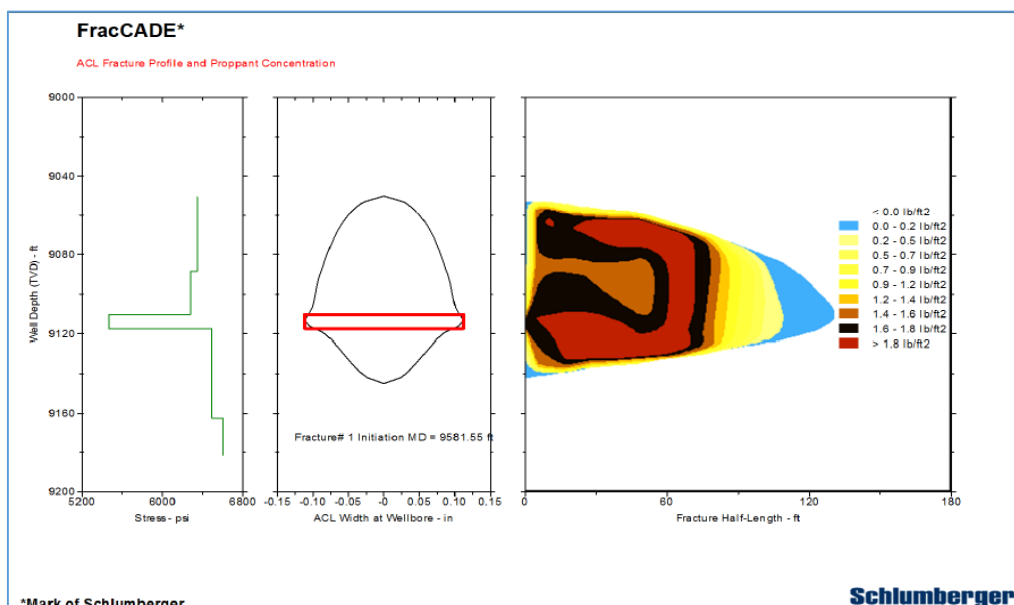 FracCADE*
ACL Fracture Profile and Proppant Concentration
9000
9040
9080
9120
9160
9200
Well Depth (TVD) - ft
5200
6000
6800
Stress - psi
Fracture# 1 Initiation MD = 9581.55 ft
-0.15
-0.10
-0.05
-0
0.05
0.10
0.15
ACL Width at Wellbore - in
< 0.0 lb/ft2
0.0 - 0.2 lb/ft2
0.2 - 0.5 lb/ft2
0.5 - 0.7 lb/ft2
0.7 - 0.9 lb/ft2
0.9 - 1.2 lb/ft2
1.2 - 1.4 lb/ft2
1.4 - 1.6 lb/ft2
1.6 - 1.8 lb/ft2
> 1.8 lb/ft2
0
60
120
180
Fracture Half-Length - ft
*Mark of Schlumberger
Schlumberger